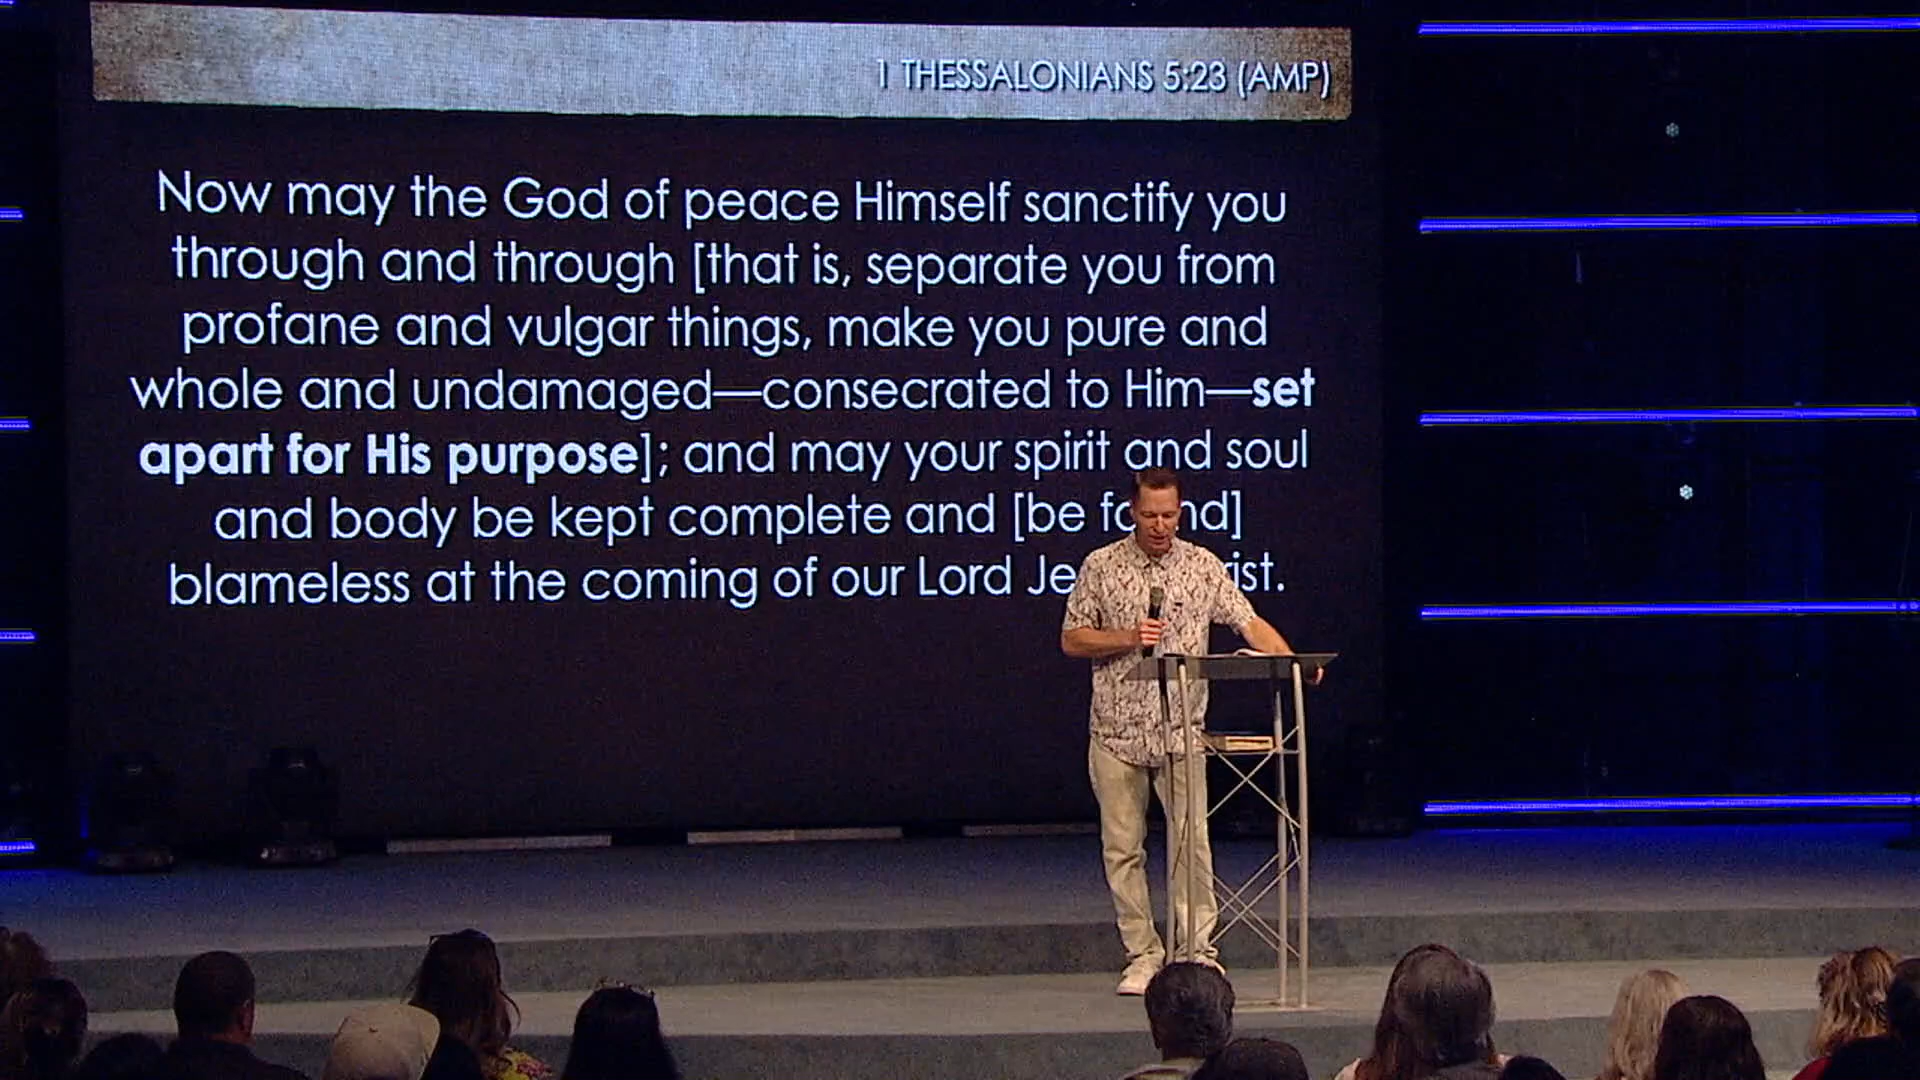 1 THESSALONIANS 5:23 (AMP)
Now may the God of peace Himself sanctify you
through and through [that is, separate you from
profane and vulgar things, make you pure and
whole and undamaged—consecrated to Him—set
apart for His purpose]; and may your spirit and soul
and body be kept complete and [be
blameless at the coming of our Lord